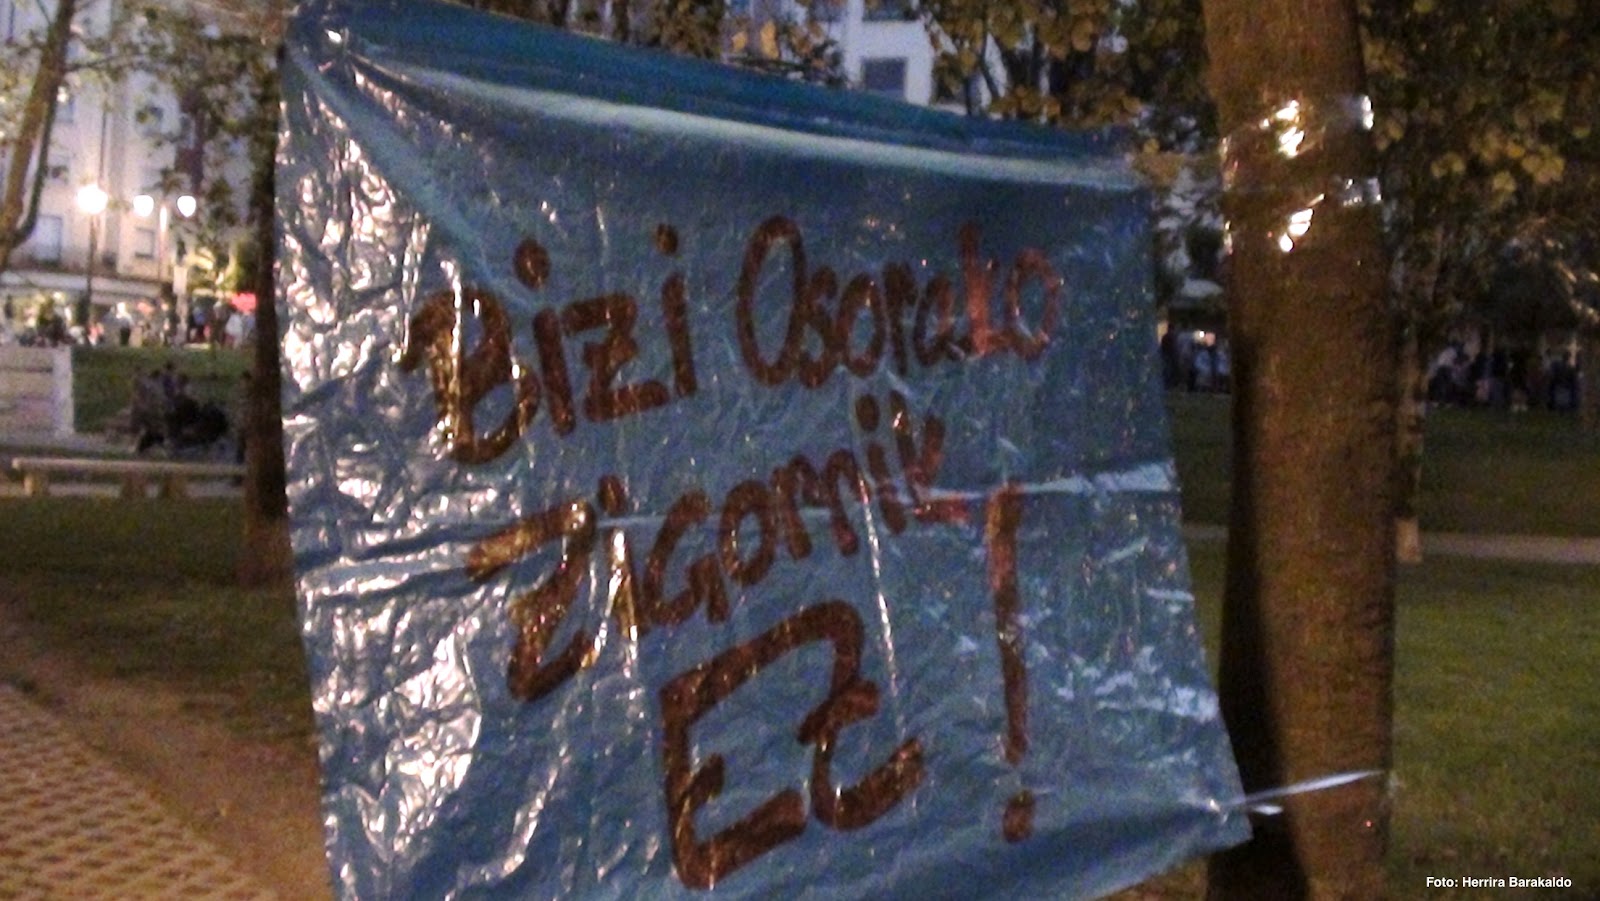 Bizi Osorako
Zigorrik
Ez!
Foto: Herrira Barakaldo